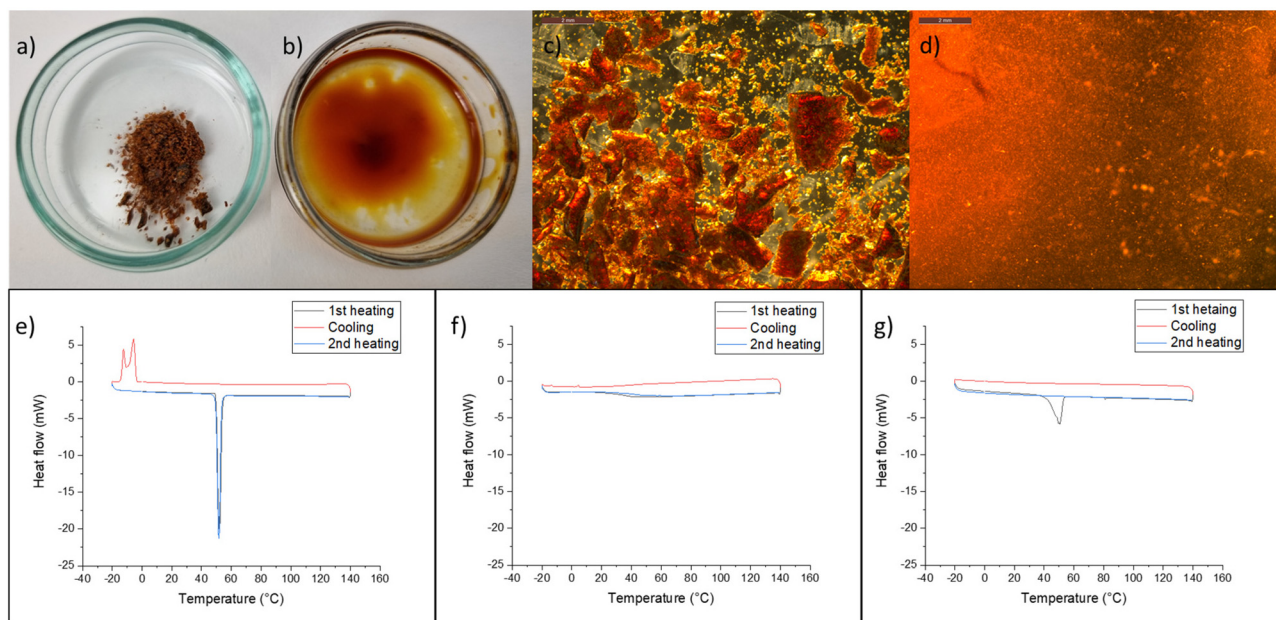 a)
b)
c)
2 mm
d)
2 mm
e)
1st heating
Cooling
2nd heating
5
0
-5
-10
-15
-20
-25
Heat flow (mW)
-40 -20 0 20 40 60 80 100 120 140 160
Temperature (°C)
f)
1st heating
Cooling
2nd heating
5
0
-5
-10
-15
-20
-25
Heat flow (mW)
-40 -20 0 20 40 60 80 100 120 140 160
Temperature (°C)
g)
1st hetaing
Cooling
2nd heating
5
0
-5
-10
-15
-20
-25
Heat flow (mW)
-40 -20 0 20 40 60 80 100 120 140 160
Temperature (°C)